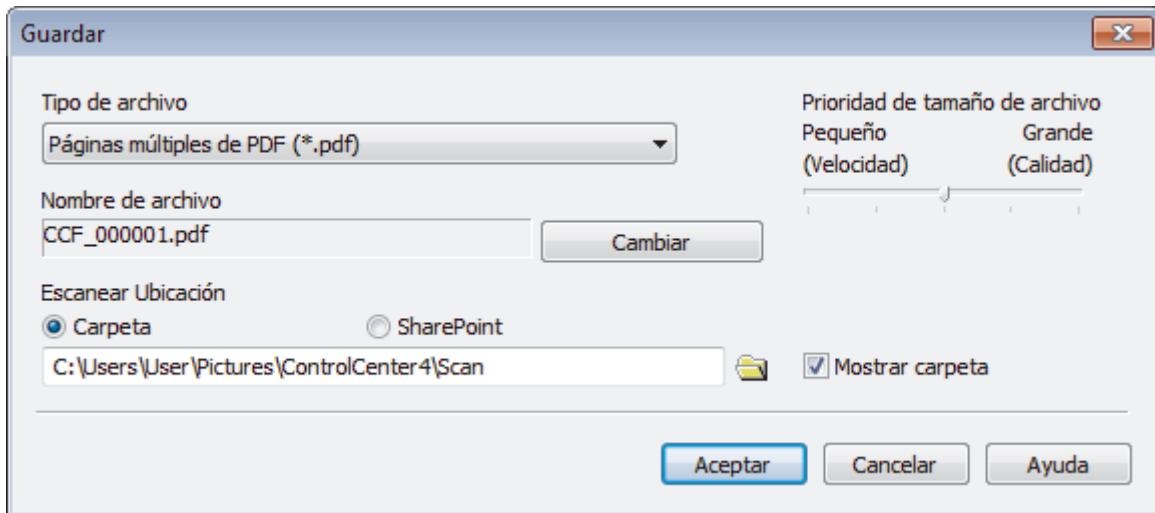 Guardar
Tipo de archivo
Páginas múltiples de PDF (*.pdf)
Nombre de archivo
CCF_000001.pdf
Cambiar
Prioridad de tamaño de archivo
Pequeño Grande
(Velocidad) (Calidad)
Escanear Ubicación
Carpeta SharePoint
C:\Users\User\Pictures\ControlCenter4\Scan
Mostrar carpeta
Aceptar Cancelar Ayuda